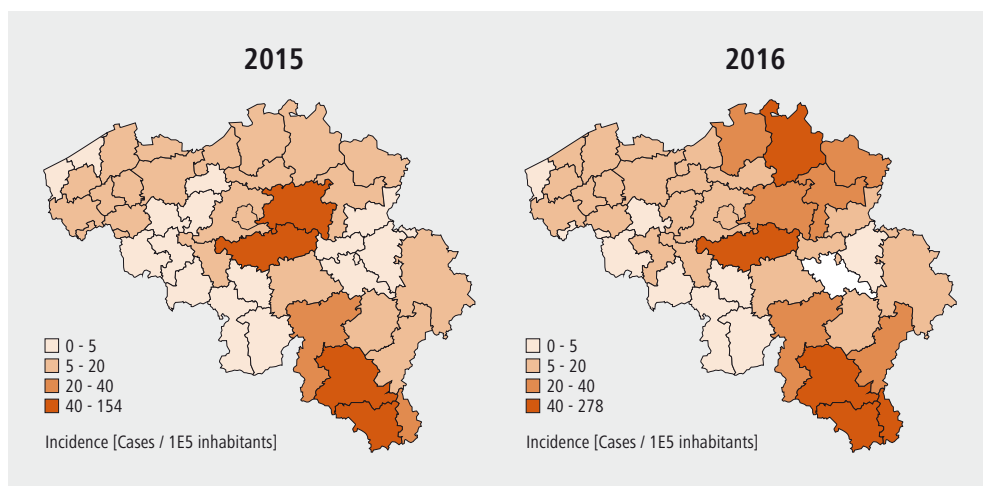 2015
0 - 5
5 - 20
20 - 40
40 - 154
Incidence [Cases / 1E5 inhabitants]
2016
0 - 5
5 - 20
20 - 40
40 - 278
Incidence [Cases / 1E5 inhabitants]